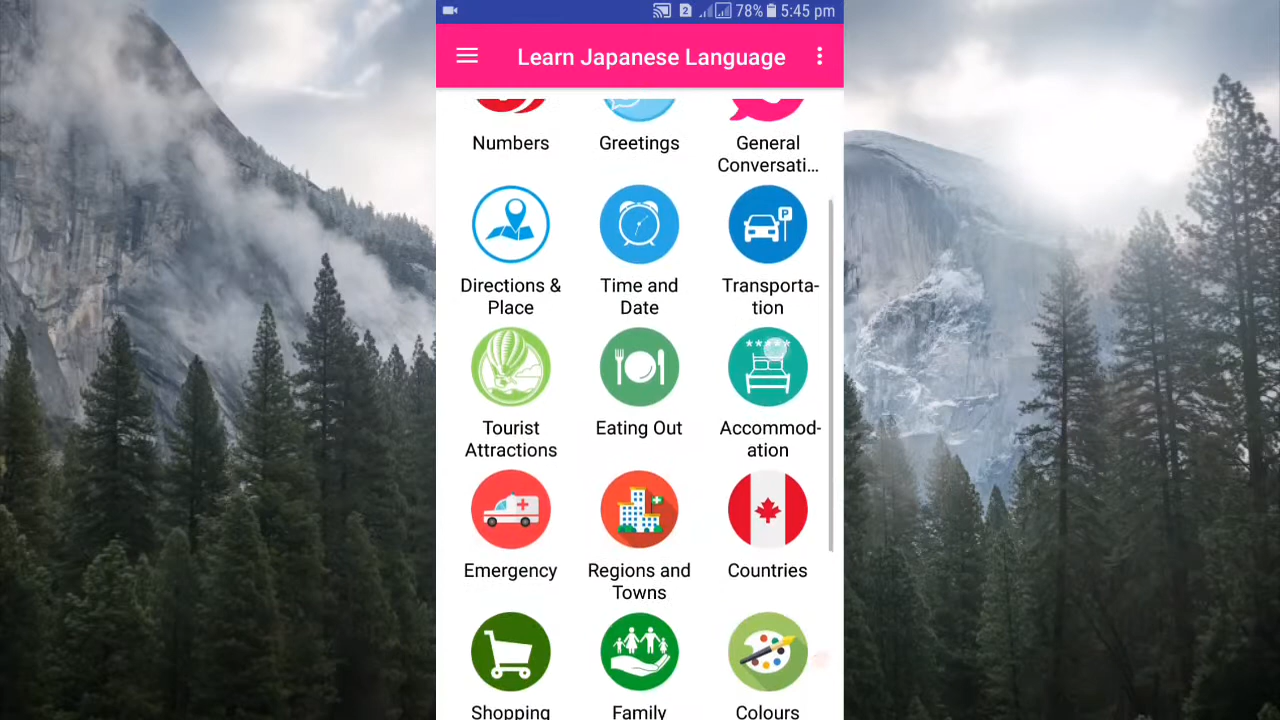 2 78% 5:45 pm
Learn Japanese Language
Numbers
Greetings
General
Conversati...
Directions &
Place
Time and
Date
Transporta-
tion
P
Tourist
Attractions
Eating Out
Accommod-
ation
Emergency
Regions and
Towns
Countries
Shopping
Family
Colours